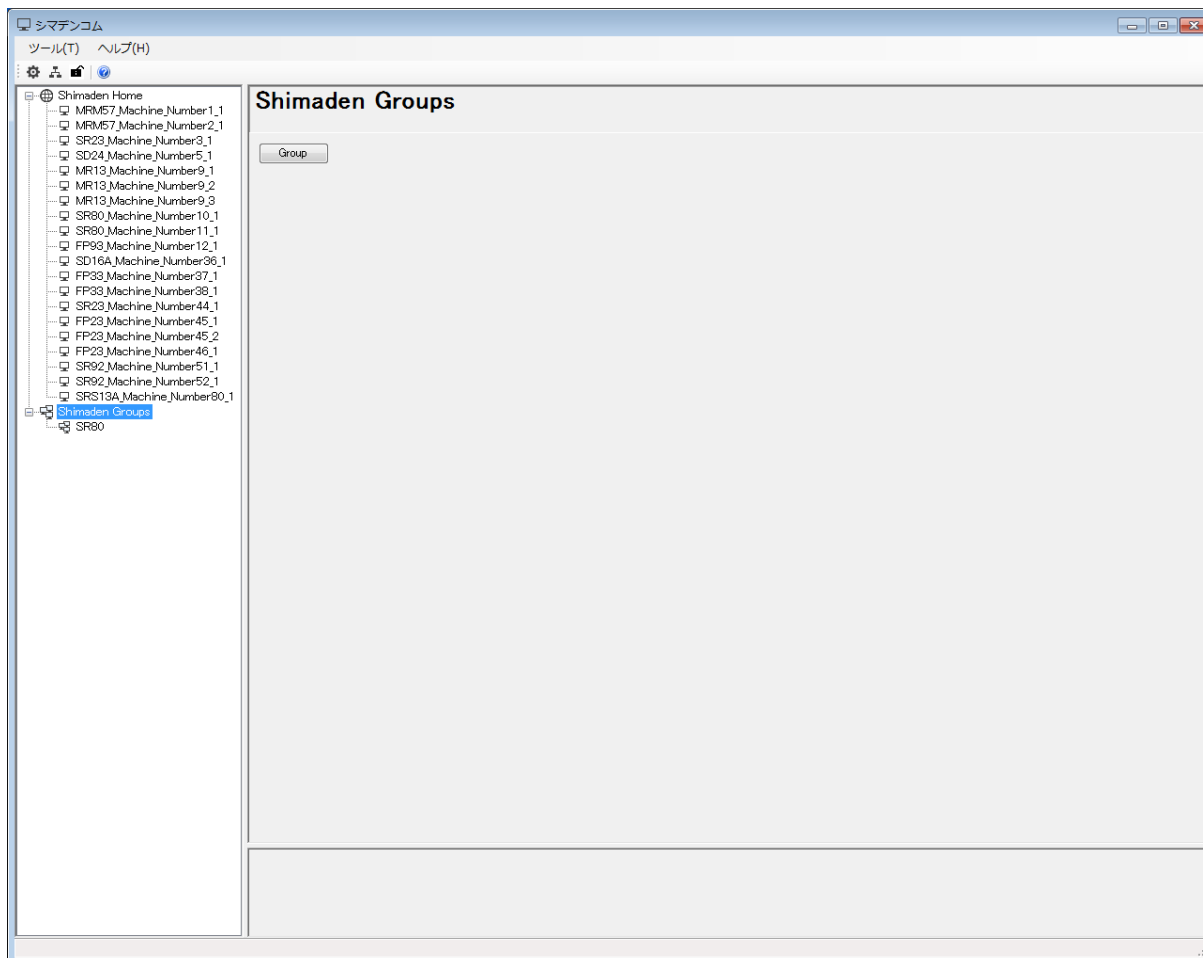 シマデンコム
ツール(T) ヘルプ(H)
Shimaden Home
MRM57_Machine_Number1_1
MRM57_Machine_Number2_1
SR23_Machine_Number3_1
SD24_Machine_Number5_1
MR13_Machine_Number9_1
MR13_Machine_Number9_2
MR13_Machine_Number9_3
SR80_Machine_Number10_1
SR80_Machine_Number11_1
FP93_Machine_Number12_1
SD16A_Machine_Number36_1
FP33_Machine_Number37_1
FP33_Machine_Number38_1
SR23_Machine_Number44_1
FP23_Machine_Number45_1
FP23_Machine_Number45_2
FP23_Machine_Number46_1
SR92_Machine_Number51_1
SR92_Machine_Number52_1
SRS13A_Machine_Number80_1
Shimaden Groups
SR80
Shimaden Groups
Group